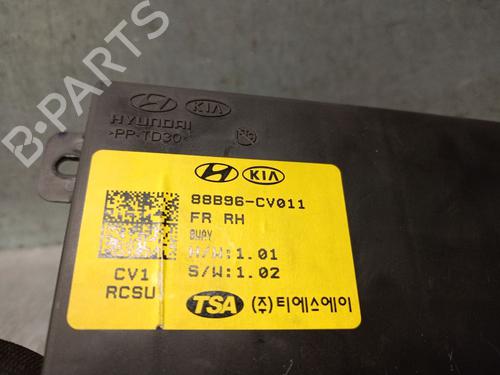 B-PARTS
KIA
HYUNDAI
>PP-TD30<
KIA
88B96-CV011
FR RH
8WAY
H/W:1.01
S/W:1.02
CV1
RCSU
TSA
(주)티에스에이